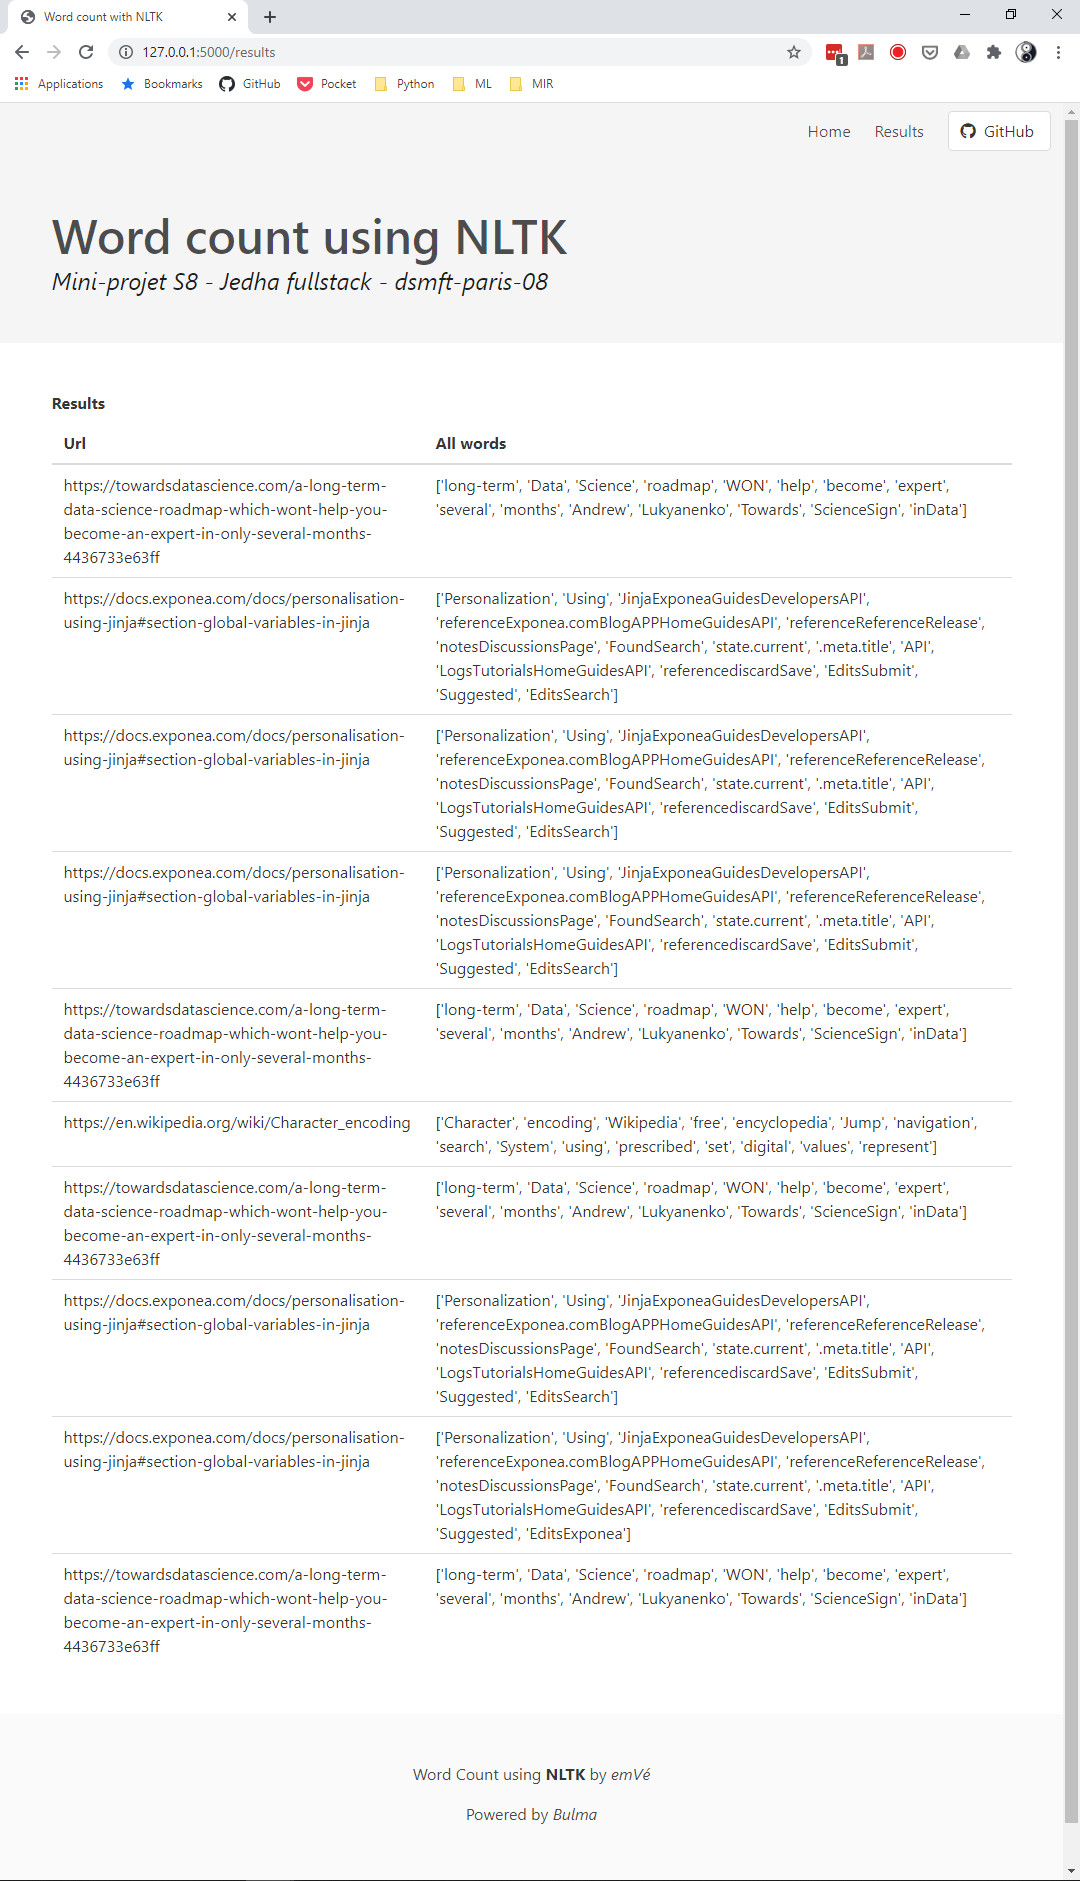 Word count with NLTK
127.0.0.1:5000/results
1
Applications Bookmarks GitHub Pocket Python ML MIR
Home Results GitHub
Word count using NLTK
Mini-projet S8 - Jedha fullstack - dsmft-paris-08
Results
Url All words
https://towardsdatascience.com/a-long-term-
data-science-roadmap-which-wont-help-you-
become-an-expert-in-only-several-months-
4436733e63ff
['long-term', 'Data', 'Science', 'roadmap', 'WON', 'help', 'become', 'expert',
'several', 'months', 'Andrew', 'Lukyanenko', 'Towards', 'ScienceSign', 'inData']
https://docs.exponea.com/docs/personalisation-
using-jinja#section-global-variables-in-jinja
['Personalization', 'Using', 'JinjaExponeaGuidesDevelopersAPI',
'referenceExponea.comBlogAPPHomeGuidesAPI', 'referenceReferenceRelease',
'notesDiscussionsPage', 'FoundSearch', 'state.current', '.meta.title', 'API',
'LogsTutorialsHomeGuidesAPI', 'referencediscardSave', 'EditsSubmit',
'Suggested', 'EditsSearch']
https://docs.exponea.com/docs/personalisation-
using-jinja#section-global-variables-in-jinja
['Personalization', 'Using', 'JinjaExponeaGuidesDevelopersAPI',
'referenceExponea.comBlogAPPHomeGuidesAPI', 'referenceReferenceRelease',
'notesDiscussionsPage', 'FoundSearch', 'state.current', '.meta.title', 'API',
'LogsTutorialsHomeGuidesAPI', 'referencediscardSave', 'EditsSubmit',
'Suggested', 'EditsSearch']
https://docs.exponea.com/docs/personalisation-
using-jinja#section-global-variables-in-jinja
['Personalization', 'Using', 'JinjaExponeaGuidesDevelopersAPI',
'referenceExponea.comBlogAPPHomeGuidesAPI', 'referenceReferenceRelease',
'notesDiscussionsPage', 'FoundSearch', 'state.current', '.meta.title', 'API',
'LogsTutorialsHomeGuidesAPI', 'referencediscardSave', 'EditsSubmit',
'Suggested', 'EditsSearch']
https://towardsdatascience.com/a-long-term-
data-science-roadmap-which-wont-help-you-
become-an-expert-in-only-several-months-
4436733e63ff
['long-term', 'Data', 'Science', 'roadmap', 'WON', 'help', 'become', 'expert',
'several', 'months', 'Andrew', 'Lukyanenko', 'Towards', 'ScienceSign', 'inData']
https://en.wikipedia.org/wiki/Character_encoding
['Character', 'encoding', 'Wikipedia', 'free', 'encyclopedia', 'Jump', 'navigation',
'search', 'System', 'using', 'prescribed', 'set', 'digital', 'values', 'represent']
https://towardsdatascience.com/a-long-term-
data-science-roadmap-which-wont-help-you-
become-an-expert-in-only-several-months-
4436733e63ff
['long-term', 'Data', 'Science', 'roadmap', 'WON', 'help', 'become', 'expert',
'several', 'months', 'Andrew', 'Lukyanenko', 'Towards', 'ScienceSign', 'inData']
https://docs.exponea.com/docs/personalisation-
using-jinja#section-global-variables-in-jinja
['Personalization', 'Using', 'JinjaExponeaGuidesDevelopersAPI',
'referenceExponea.comBlogAPPHomeGuidesAPI', 'referenceReferenceRelease',
'notesDiscussionsPage', 'FoundSearch', 'state.current', '.meta.title', 'API',
'LogsTutorialsHomeGuidesAPI', 'referencediscardSave', 'EditsSubmit',
'Suggested', 'EditsSearch']
https://docs.exponea.com/docs/personalisation-
using-jinja#section-global-variables-in-jinja
['Personalization', 'Using', 'JinjaExponeaGuidesDevelopersAPI',
'referenceExponea.comBlogAPPHomeGuidesAPI', 'referenceReferenceRelease',
'notesDiscussionsPage', 'FoundSearch', 'state.current', '.meta.title', 'API',
'LogsTutorialsHomeGuidesAPI', 'referencediscardSave', 'EditsSubmit',
'Suggested', 'EditsExponea']
https://towardsdatascience.com/a-long-term-
data-science-roadmap-which-wont-help-you-
become-an-expert-in-only-several-months-
4436733e63ff
['long-term', 'Data', 'Science', 'roadmap', 'WON', 'help', 'become', 'expert',
'several', 'months', 'Andrew', 'Lukyanenko', 'Towards', 'ScienceSign', 'inData']
Word Count using NLTK by emVé
Powered by Bulma